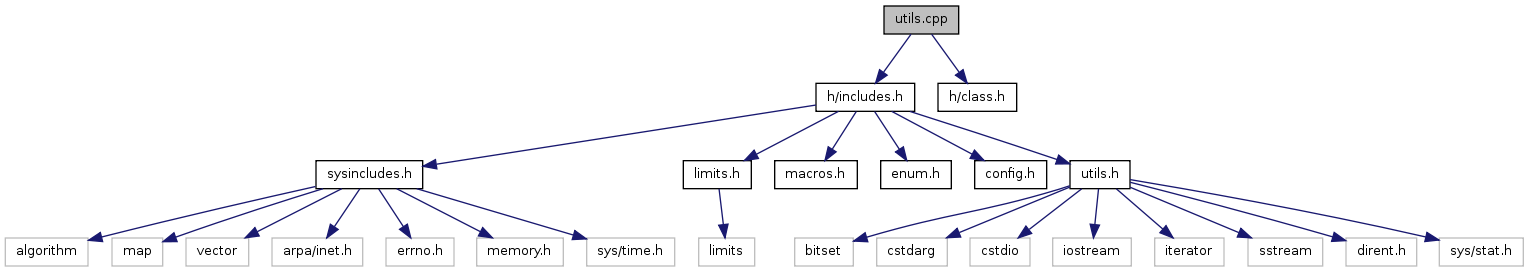 utils.cpp
h/includes.h
h/class.h
sysincludes.h
limits.h
macros.h
enum.h
config.h
utils.h
algorithm
map
vector
arpa/inet.h
errno.h
memory.h
sys/time.h
limits
bitset
cstdarg
cstdio
iostream
iterator
sstream
dirent.h
sys/stat.h